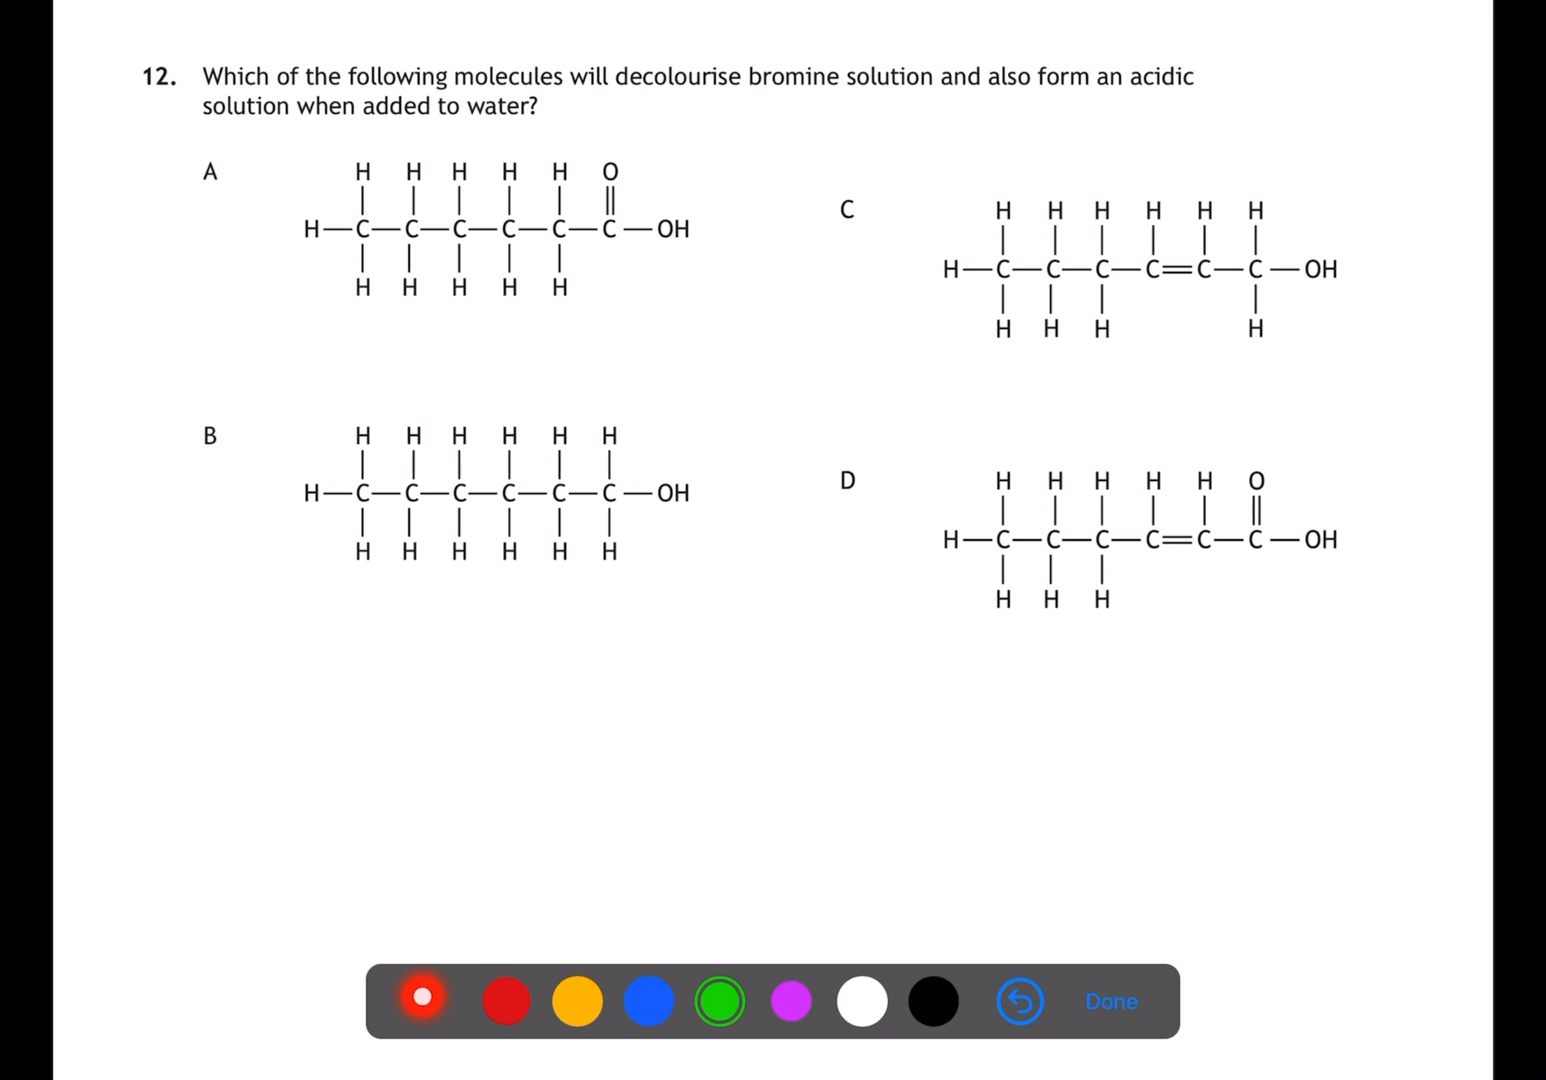 12. Which of the following molecules will decolourise bromine solution and also form an acidic
solution when added to water?
A
H H H H H O
H C C C C C C OH
H H H H H
B
H H H H H H
H C C C C C C OH
H H H H H H
C
H H H H H H
H C C C C C C OH
H H H H
D
H H H H H O
H C C C C C C OH
H H H
Done